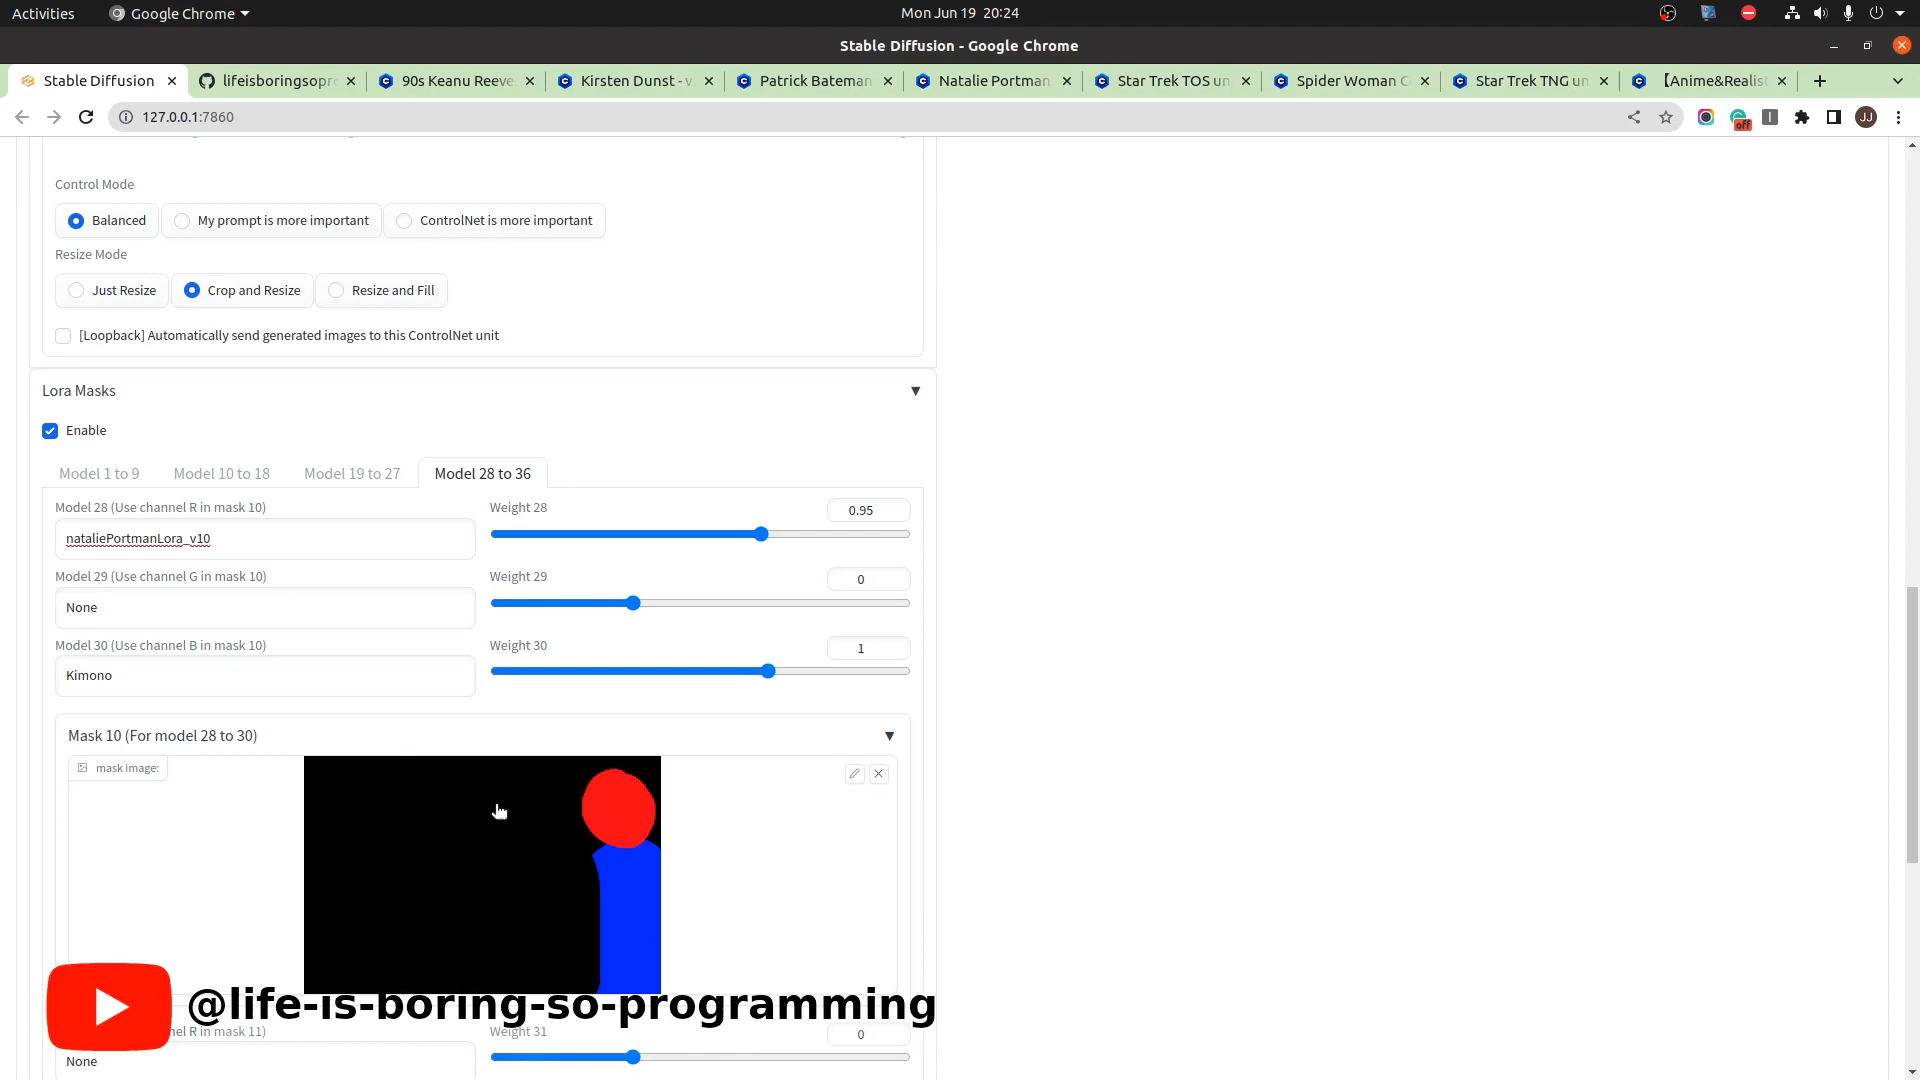 Activities Google Chrome Mon Jun 19 20:24
Stable Diffusion - Google Chrome
Stable Diffusion lifeisboringsopr 90s Keanu Reeve Kirsten Dunst - v Patrick Bateman Natalie Portman Star Trek TOS un Spider Woman C Star Trek TNG un 【Anime&Realis
127.0.0.1:7860 off JJ
Control Mode
Balanced My prompt is more important ControlNet is more important
Resize Mode
Just Resize Crop and Resize Resize and Fill
[Loopback] Automatically send generated images to this ControlNet unit
Lora Masks
Enable
Model 1 to 9 Model 10 to 18 Model 19 to 27 Model 28 to 36
Model 28 (Use channel R in mask 10) Weight 28 0.95
nataliePortmanLora_v10
Model 29 (Use channel G in mask 10) Weight 29 0
None
Model 30 (Use channel B in mask 10) Weight 30 1
Kimono
Mask 10 (For model 28 to 30)
mask image:
@life-is-boring-so-programming
nel R in mask 11) Weight 31 0
None